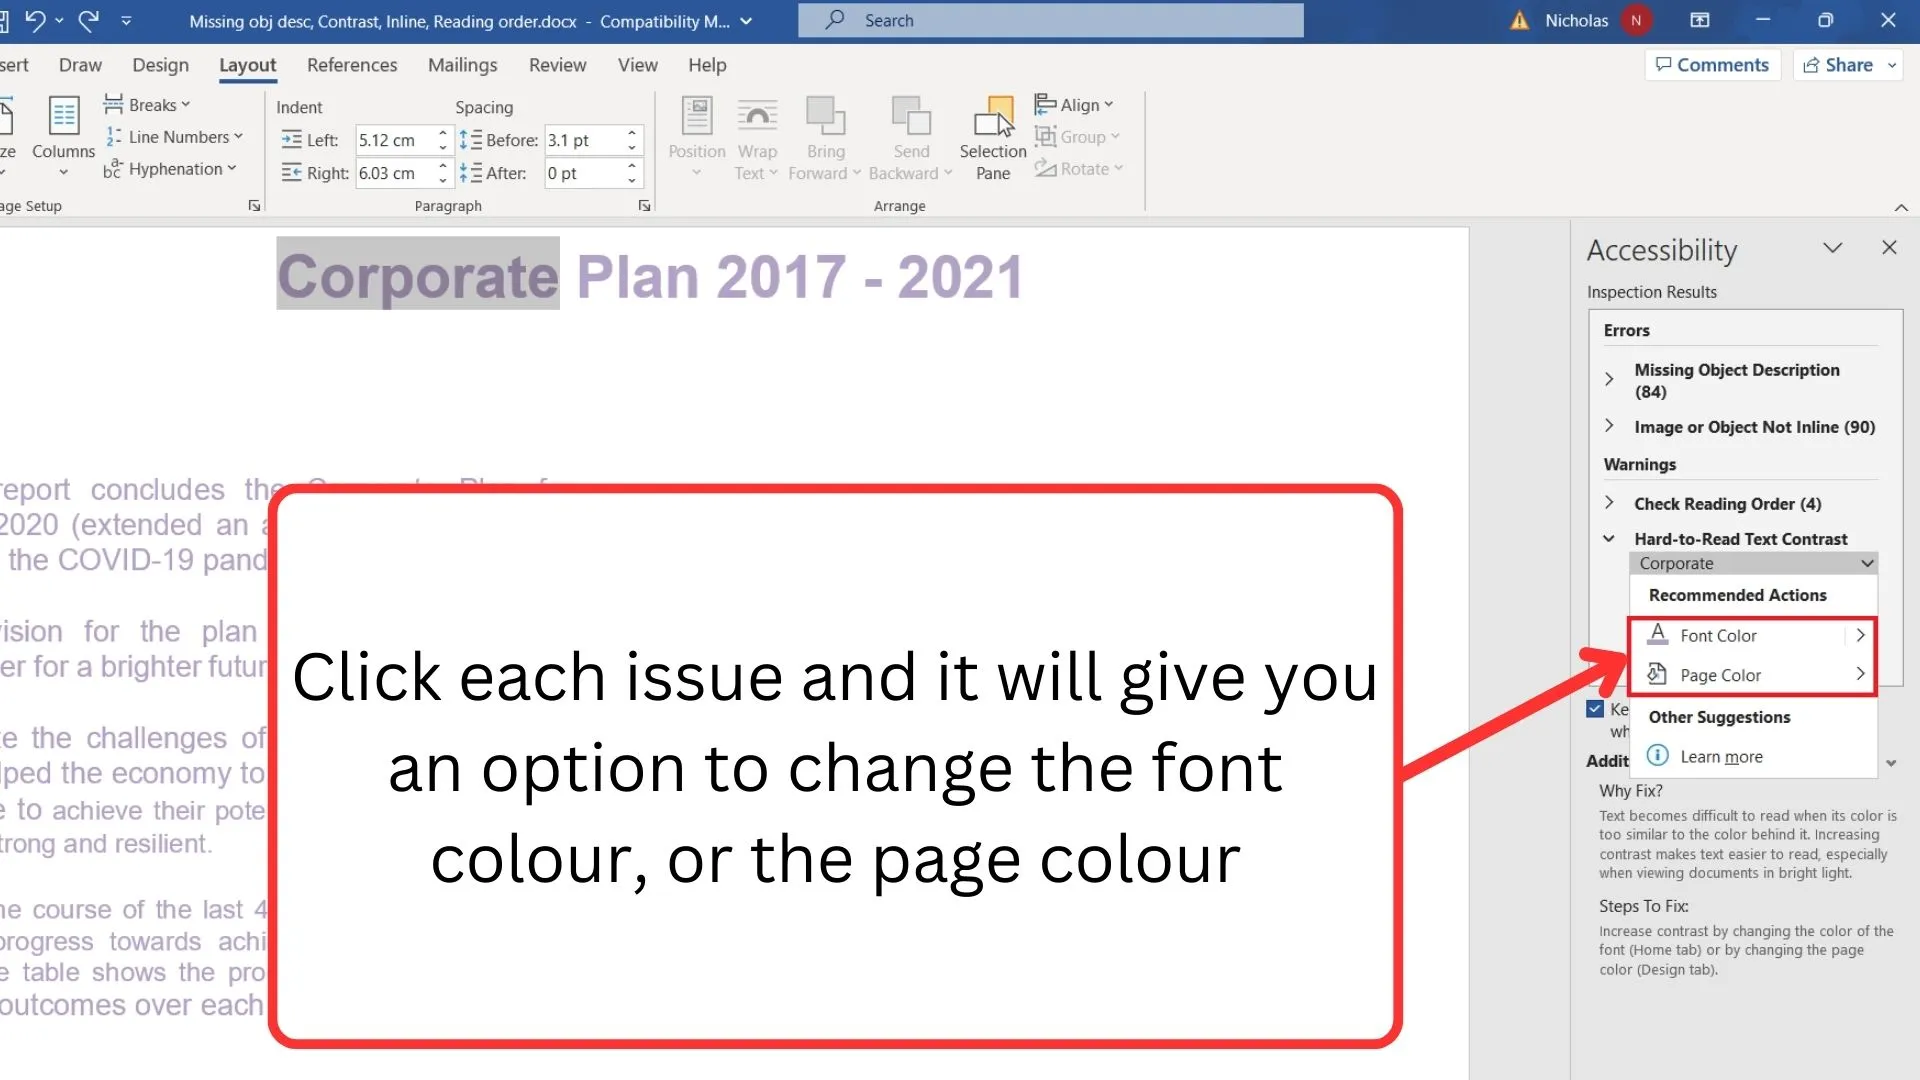 Missing obj desc, Contrast, Inline, Reading order.docx - Compatibility M...
Search
Nicholas N
sert Draw Design Layout References Mailings Review View Help
Comments Share
ze
Columns
Breaks
Line Numbers
Hyphenation
age Setup
Indent Spacing
Left: 5.12 cm Before: 3.1 pt
Right: 6.03 cm After: 0 pt
Paragraph
Position
Wrap Text
Bring Forward
Send Backward
Selection Pane
Align
Group
Rotate
Arrange
Corporate Plan 2017 - 2021
report concludes the
2020 (extended an a
the COVID-19 pand
ision for the plan
er for a brighter futur
te the challenges of
lped the economy to
e to achieve their pote
trong and resilient.
ne course of the last 4
progress towards achi
e table shows the pro
outcomes over each
Click each issue and it will give you
an option to change the font
colour, or the page colour
Accessibility
Inspection Results
Errors
Missing Object Description
(84)
Image or Object Not Inline (90)
Warnings
Check Reading Order (4)
Hard-to-Read Text Contrast
Corporate
Recommended Actions
A Font Color
Page Color
Ke
wh
Other Suggestions
Learn more
Addit
Why Fix?
Text becomes difficult to read when its color is
too similar to the color behind it. Increasing
contrast makes text easier to read, especially
when viewing documents in bright light.
Steps To Fix:
Increase contrast by changing the color of the
font (Home tab) or by changing the page
color (Design tab).